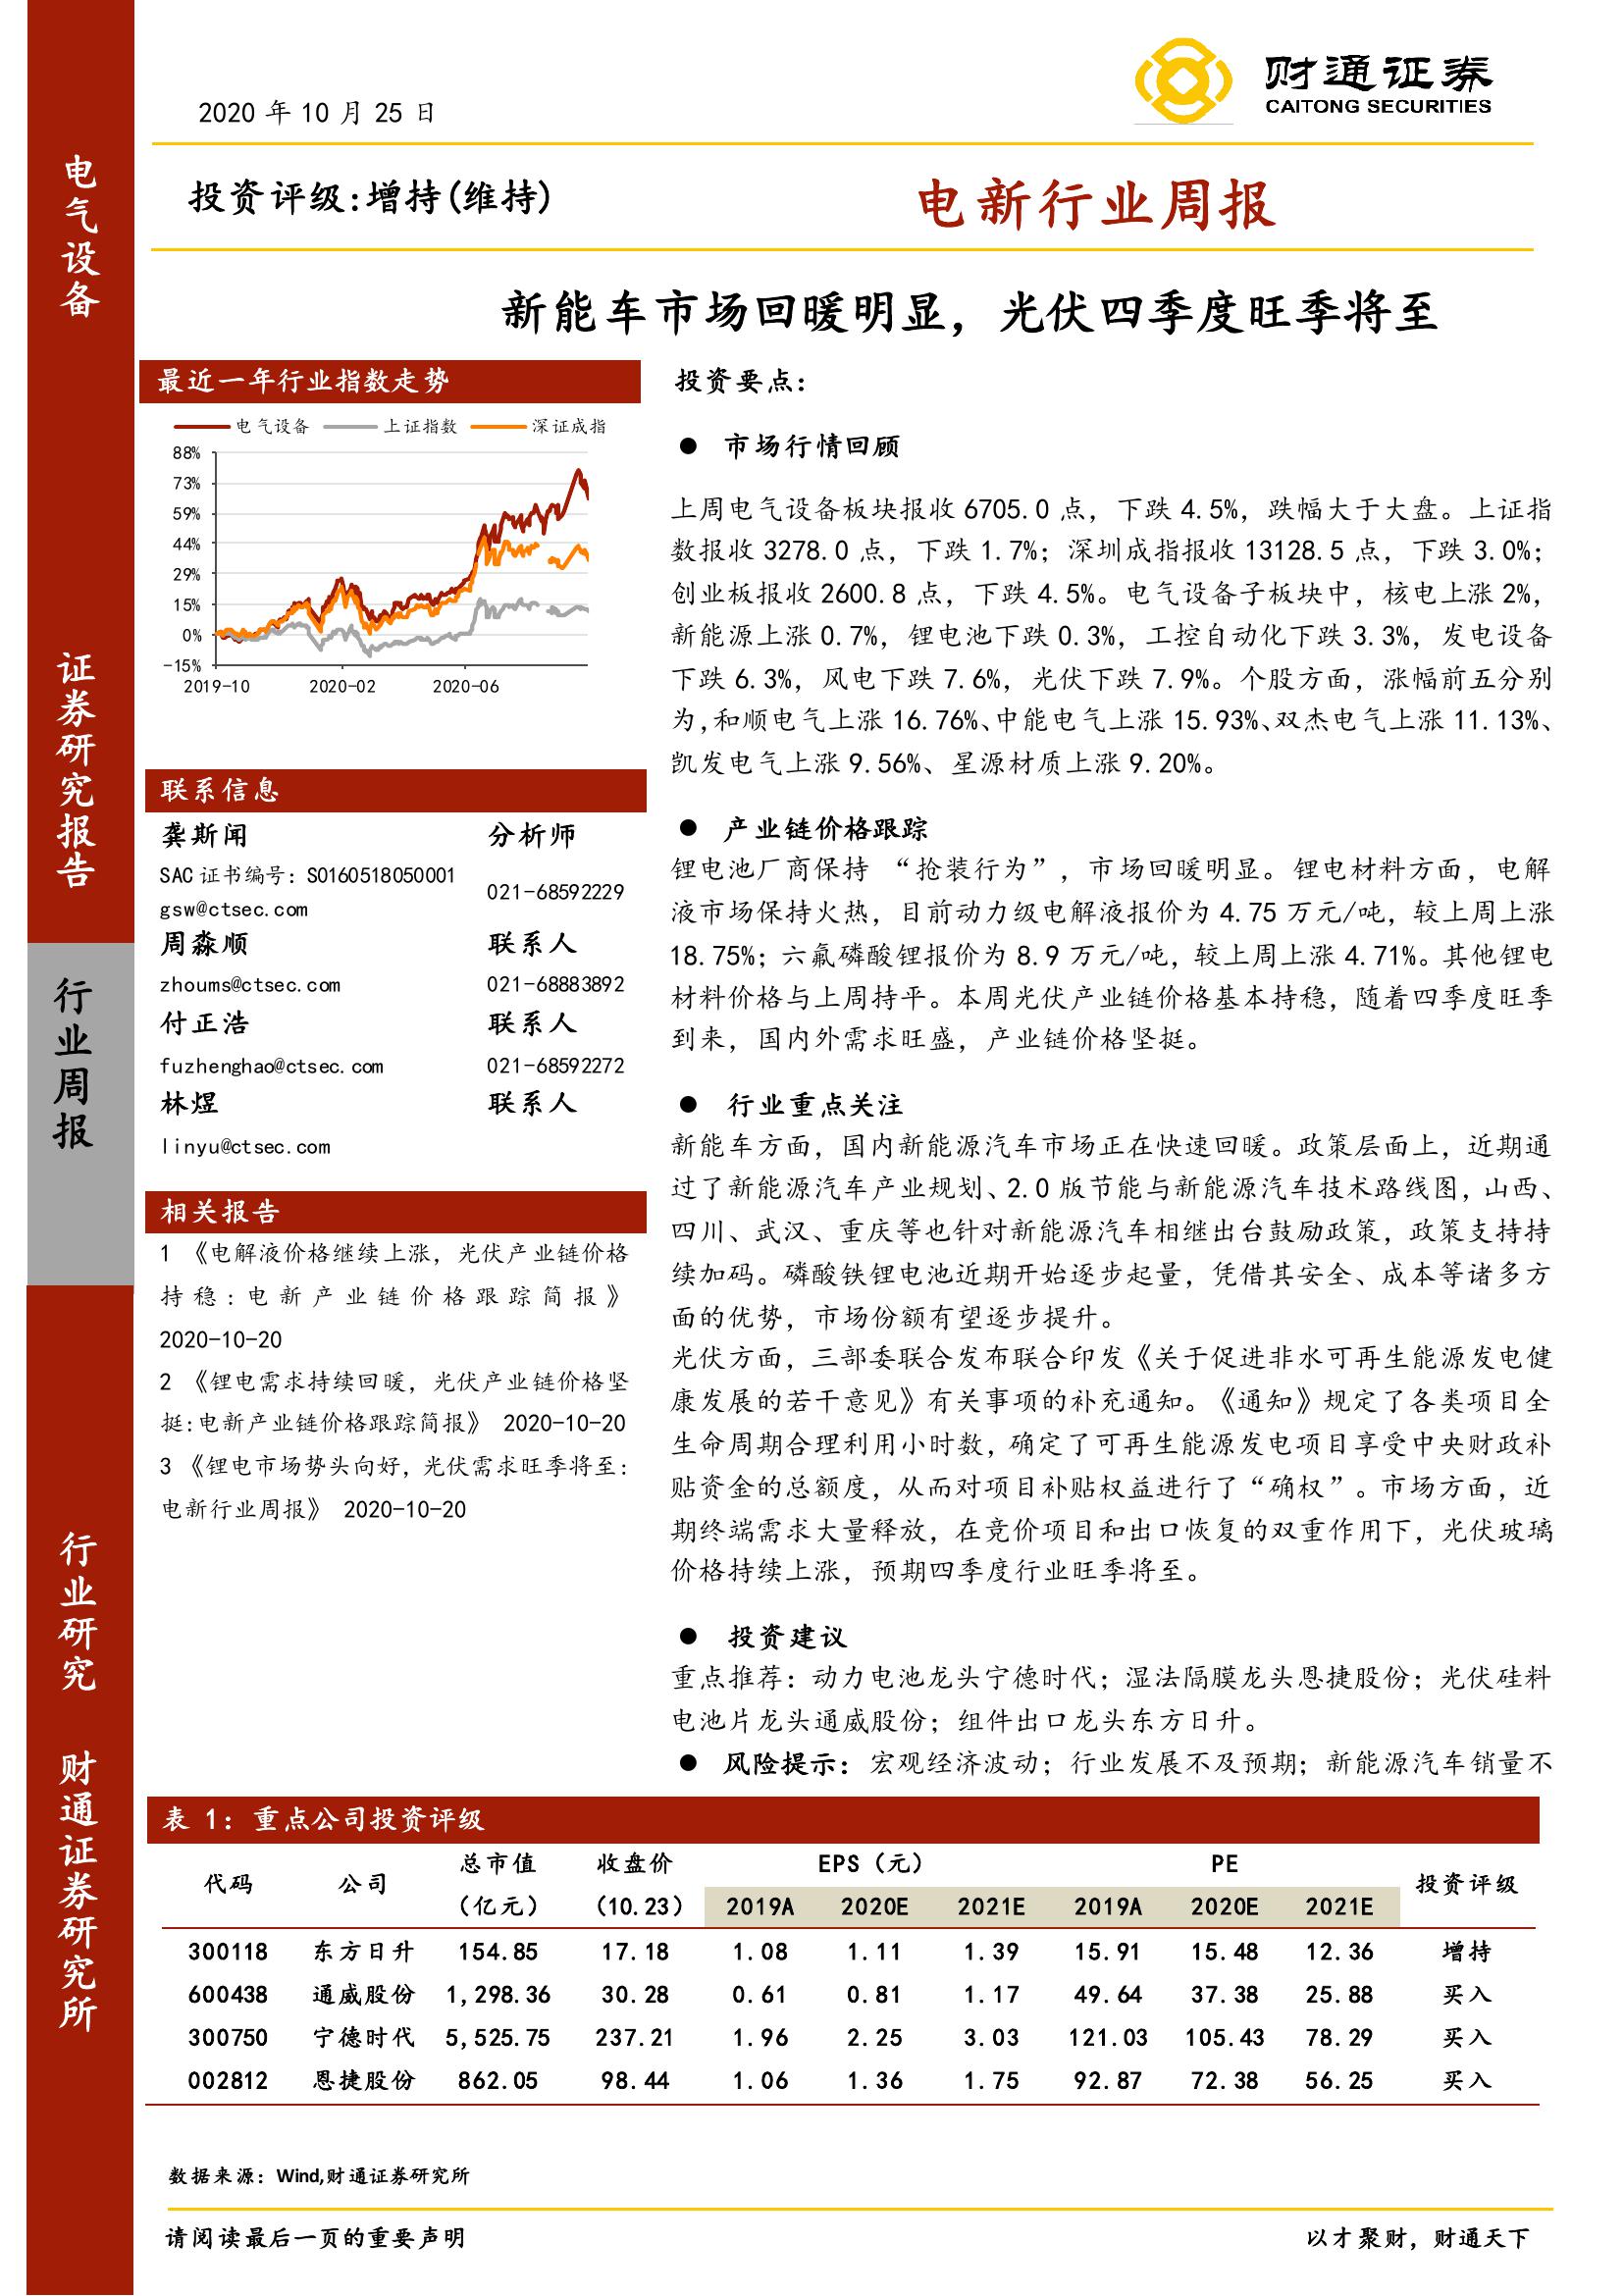 财通证券
CAITONG SECURITIES
2020 年 10 月 25 日
投资评级:增持(维持)
电新行业周报
新能车市场回暖明显，光伏四季度旺季将至
电气设备
证券研究报告
行业周报
行业研究
财通证券研究所
最近一年行业指数走势
电气设备 上证指数 深证成指
88%
73%
59%
44%
29%
15%
0%
-15%
2019-10 2020-02 2020-06
联系信息
龚斯闻 分析师
SAC 证书编号：S0160518050001
021-68592229
gsw@ctsec.com
周淼顺 联系人
zhoums@ctsec.com 021-68883892
付正浩 联系人
fuzhenghao@ctsec.com 021-68592272
林煜 联系人
linyu@ctsec.com
相关报告
1 《电解液价格继续上涨，光伏产业链价格
持稳:电新产业链价格跟踪简报》
2020-10-20
2 《锂电需求持续回暖，光伏产业链价格坚
挺:电新产业链价格跟踪简报》 2020-10-20
3 《锂电市场势头向好，光伏需求旺季将至:
电新行业周报》 2020-10-20
投资要点：
● 市场行情回顾
上周电气设备板块报收 6705.0 点，下跌 4.5%，跌幅大于大盘。上证指
数报收 3278.0 点，下跌 1.7%；深圳成指报收 13128.5 点，下跌 3.0%；
创业板报收 2600.8 点，下跌 4.5%。电气设备子板块中，核电上涨 2%，
新能源上涨 0.7%，锂电池下跌 0.3%，工控自动化下跌 3.3%，发电设备
下跌 6.3%，风电下跌 7.6%，光伏下跌 7.9%。个股方面，涨幅前五分别
为,和顺电气上涨 16.76%、中能电气上涨 15.93%、双杰电气上涨 11.13%、
凯发电气上涨 9.56%、星源材质上涨 9.20%。
● 产业链价格跟踪
锂电池厂商保持 “抢装行为”，市场回暖明显。锂电材料方面，电解
液市场保持火热，目前动力级电解液报价为 4.75 万元/吨，较上周上涨
18.75%；六氟磷酸锂报价为 8.9 万元/吨，较上周上涨 4.71%。其他锂电
材料价格与上周持平。本周光伏产业链价格基本持稳，随着四季度旺季
到来，国内外需求旺盛，产业链价格坚挺。
● 行业重点关注
新能车方面，国内新能源汽车市场正在快速回暖。政策层面上，近期通
过了新能源汽车产业规划、2.0 版节能与新能源汽车技术路线图，山西、
四川、武汉、重庆等也针对新能源汽车相继出台鼓励政策，政策支持持
续加码。磷酸铁锂电池近期开始逐步起量，凭借其安全、成本等诸多方
面的优势，市场份额有望逐步提升。
光伏方面，三部委联合发布联合印发《关于促进非水可再生能源发电健
康发展的若干意见》有关事项的补充通知。《通知》规定了各类项目全
生命周期合理利用小时数，确定了可再生能源发电项目享受中央财政补
贴资金的总额度，从而对项目补贴权益进行了“确权”。市场方面，近
期终端需求大量释放，在竞价项目和出口恢复的双重作用下，光伏玻璃
价格持续上涨，预期四季度行业旺季将至。
● 投资建议
重点推荐：动力电池龙头宁德时代；湿法隔膜龙头恩捷股份；光伏硅料
电池片龙头通威股份；组件出口龙头东方日升。
● 风险提示：宏观经济波动；行业发展不及预期；新能源汽车销量不
表 1：重点公司投资评级
代码 公司 总市值（亿元） 收盘价（10.23） EPS（元） PE 投资评级
2019A 2020E 2021E 2019A 2020E 2021E
300118 东方日升 154.85 17.18 1.08 1.11 1.39 15.91 15.48 12.36 增持
600438 通威股份 1,298.36 30.28 0.61 0.81 1.17 49.64 37.38 25.88 买入
300750 宁德时代 5,525.75 237.21 1.96 2.25 3.03 121.03 105.43 78.29 买入
002812 恩捷股份 862.05 98.44 1.06 1.36 1.75 92.87 72.38 56.25 买入
数据来源：Wind,财通证券研究所
请阅读最后一页的重要声明 以才聚财，财通天下